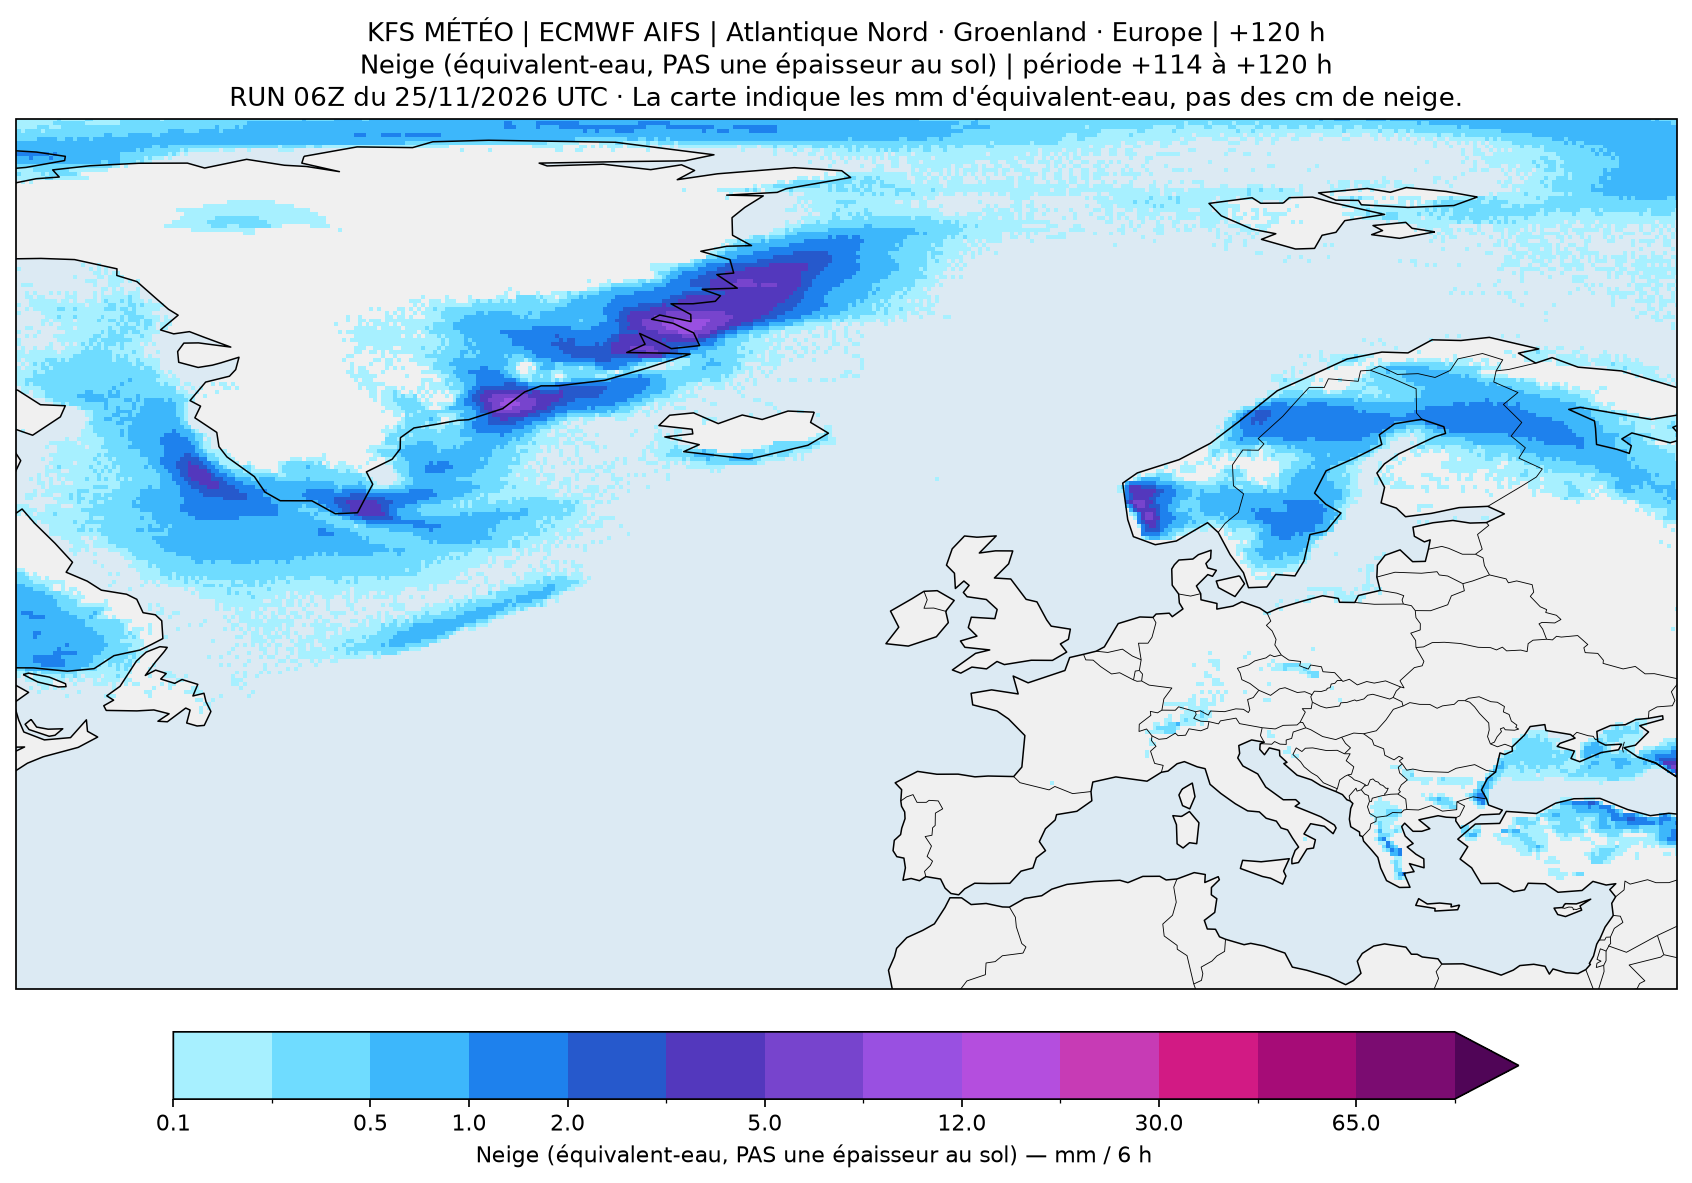 KFS MÉTÉO | ECMWF AIFS | Atlantique Nord · Groenland · Europe | +120 h
Neige (équivalent-eau, PAS une épaisseur au sol) | période +114 à +120 h
RUN 06Z du 25/11/2026 UTC · La carte indique les mm d'équivalent-eau, pas des cm de neige.
0.1 0.5 1.0 2.0 5.0 12.0 30.0 65.0
Neige (équivalent-eau, PAS une épaisseur au sol) — mm / 6 h